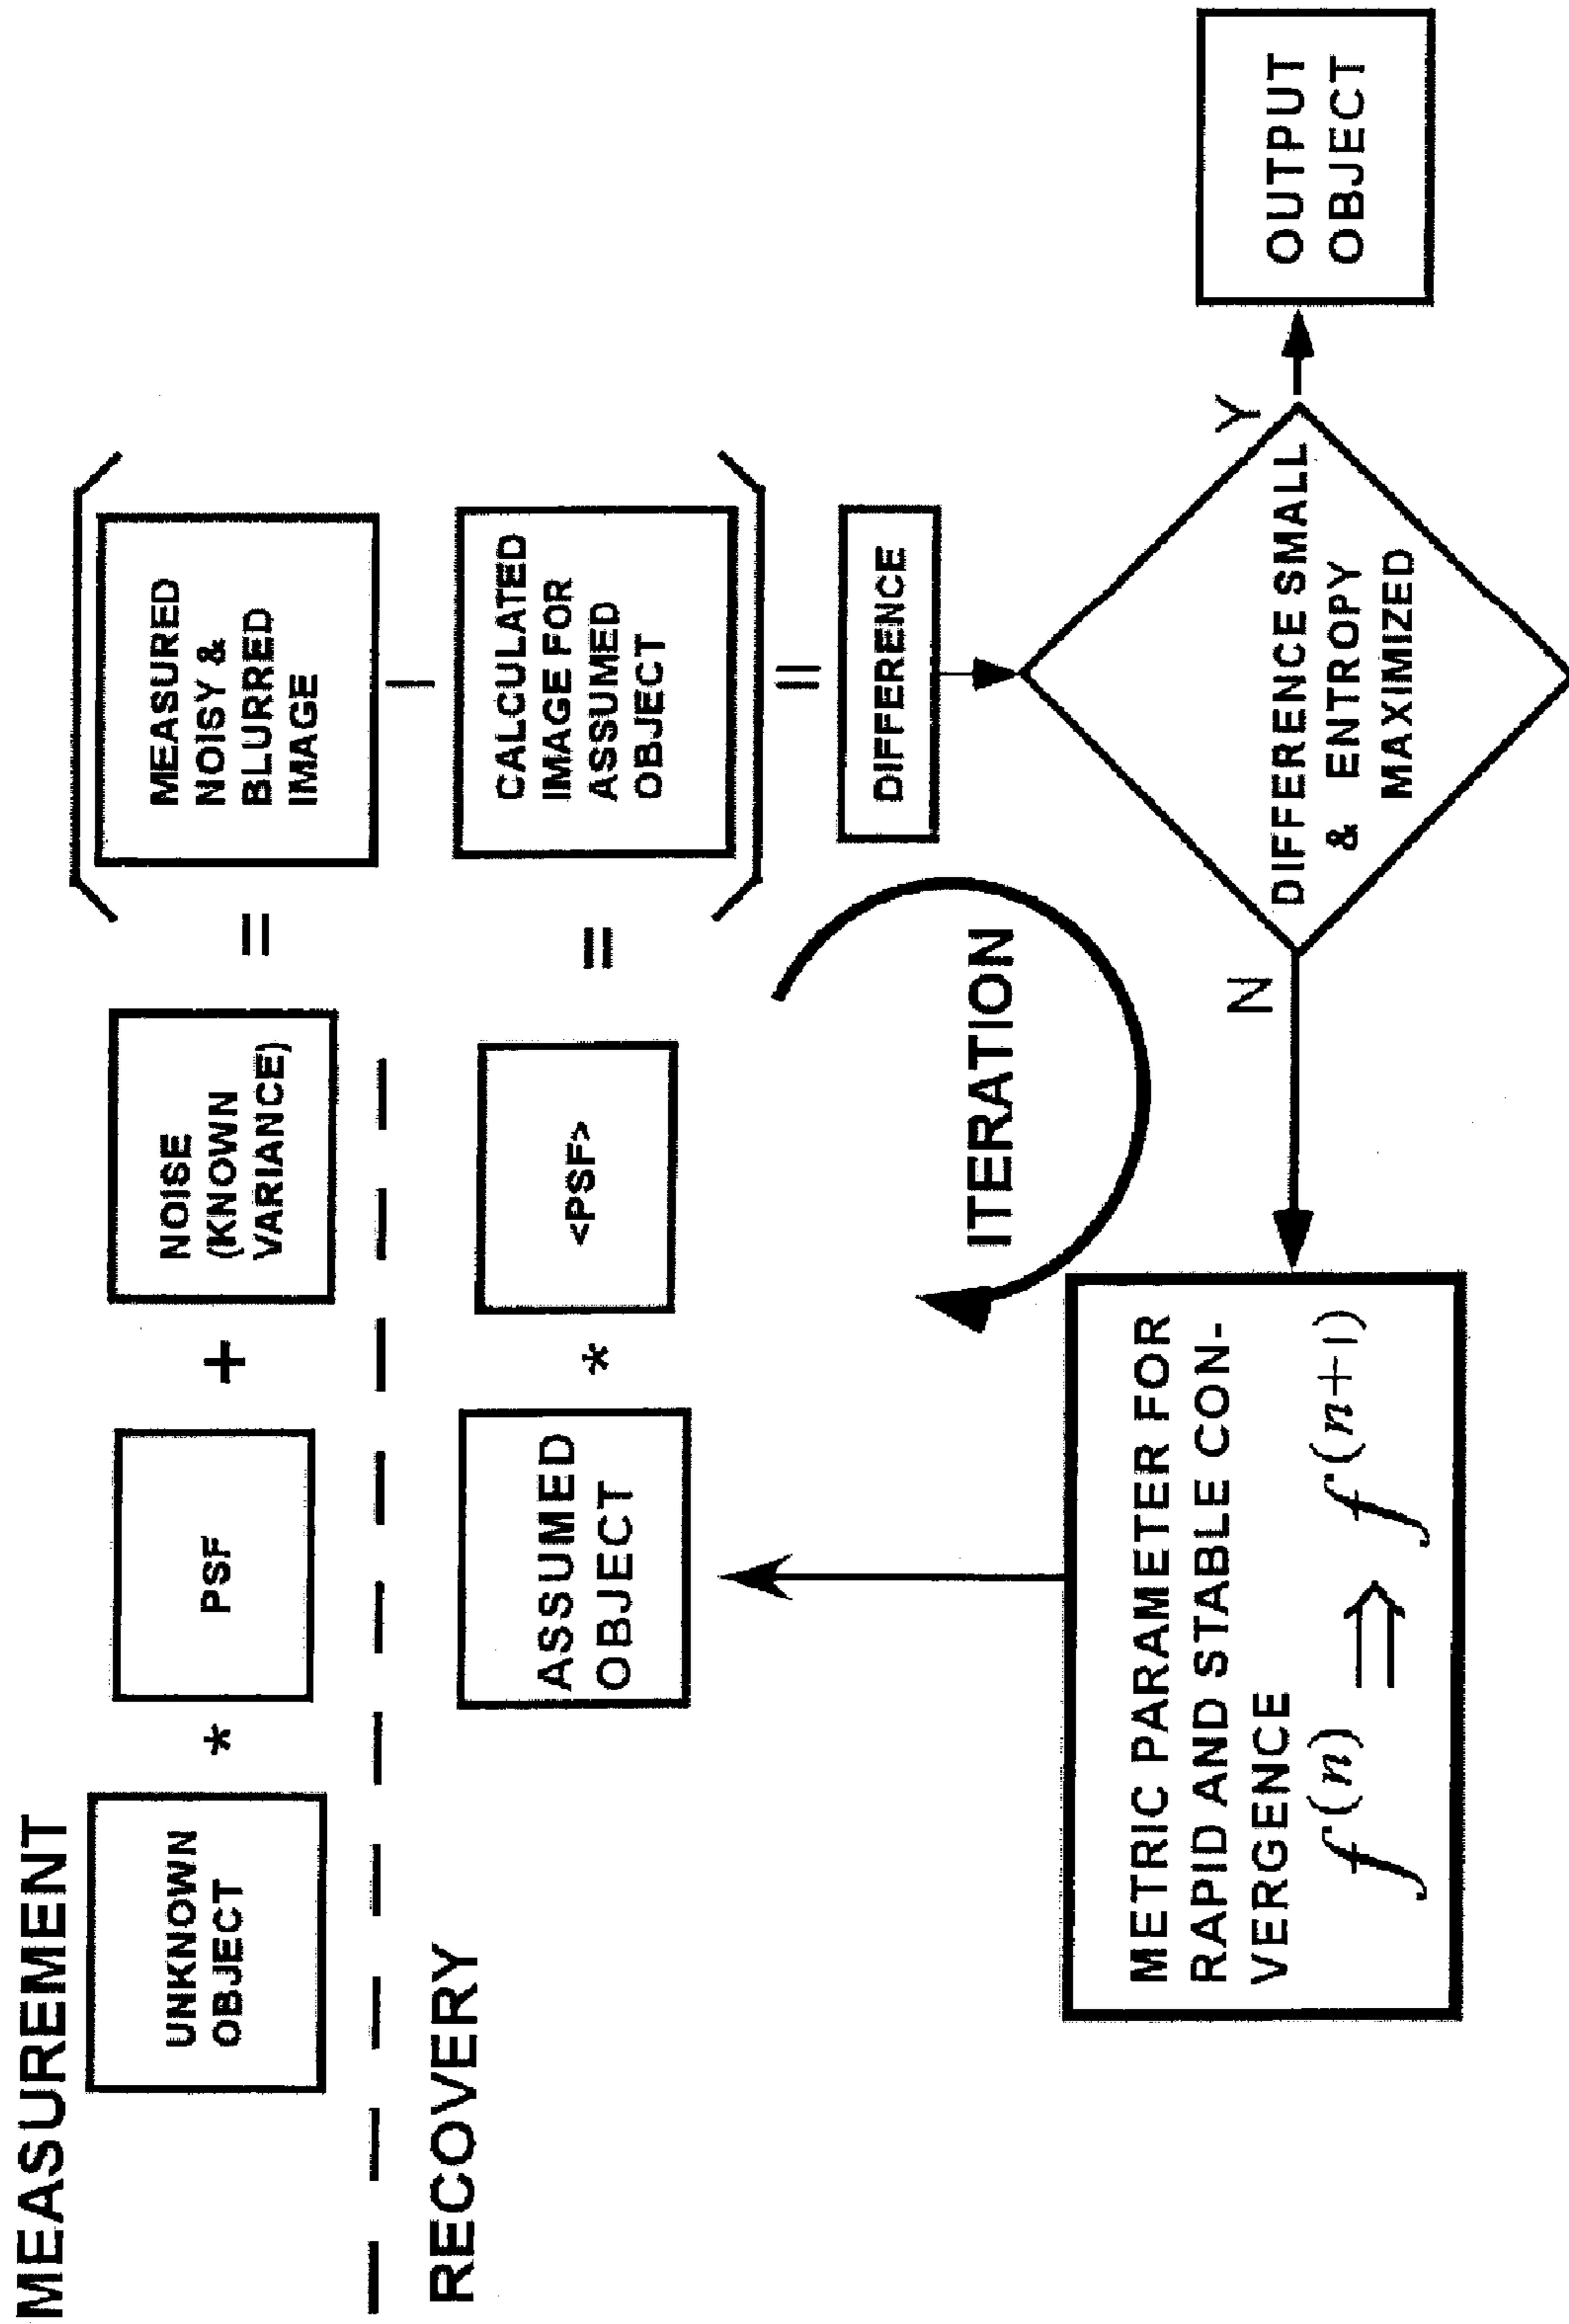 MEASUREMENT
UNKNOWN
OBJECT
*
PSF
+
NOISE
(KNOWN
VARIANCE)
=
MEASURED
NOISY &
BLURRED
IMAGE
−
RECOVERY
ASSUMED
OBJECT
*
<PSF>
=
CALCULATED
IMAGE FOR
ASSUMED
OBJECT
=
DIFFERENCE
ITERATION
METRIC PARAMETER FOR
RAPID AND STABLE CON-
VERGENCE
f(n) ⇒ f(n+1)
N
DIFFERENCE SMALL
& ENTROPY
MAXIMIZED
Y
OUTPUT
OBJECT